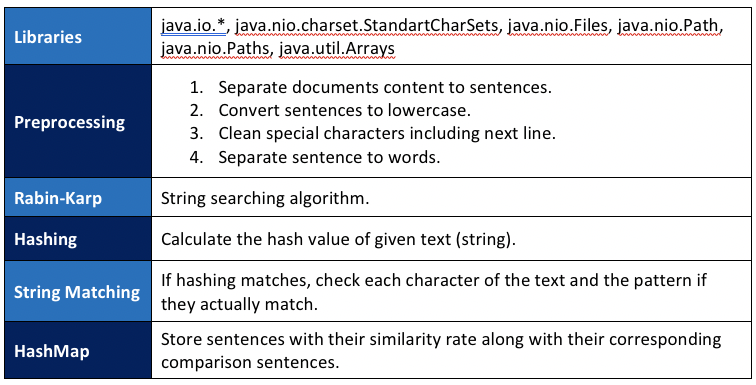 Libraries
java.io.*, java.nio.charset.StandartCharSets, java.nio.Files, java.nio.Path,
java.nio.Paths, java.util.Arrays
Preprocessing
1. Separate documents content to sentences.
2. Convert sentences to lowercase.
3. Clean special characters including next line.
4. Separate sentence to words.
Rabin-Karp
String searching algorithm.
Hashing
Calculate the hash value of given text (string).
String Matching
If hashing matches, check each character of the text and the pattern if
they actually match.
HashMap
Store sentences with their similarity rate along with their corresponding
comparison sentences.